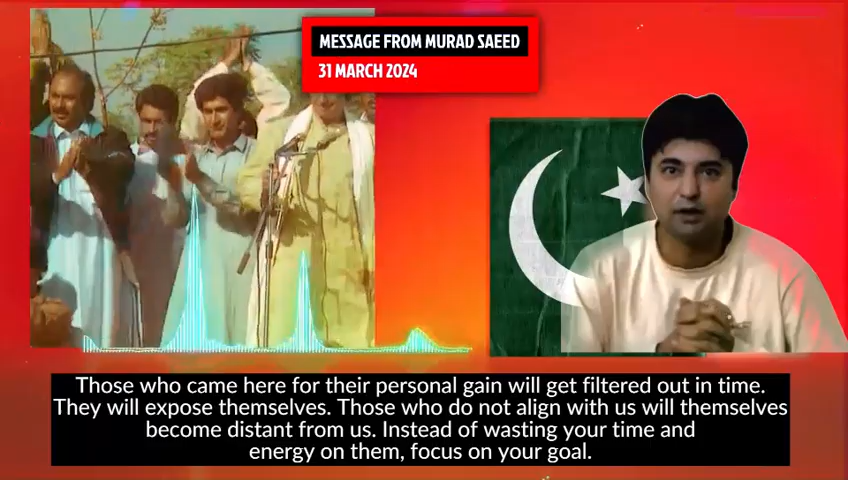 MESSAGE FROM MURAD SAEED
31 MARCH 2024
Those who came here for their personal gain will get filtered out in time.
They will expose themselves. Those who do not align with us will themselves
become distant from us. Instead of wasting your time and
energy on them, focus on your goal.